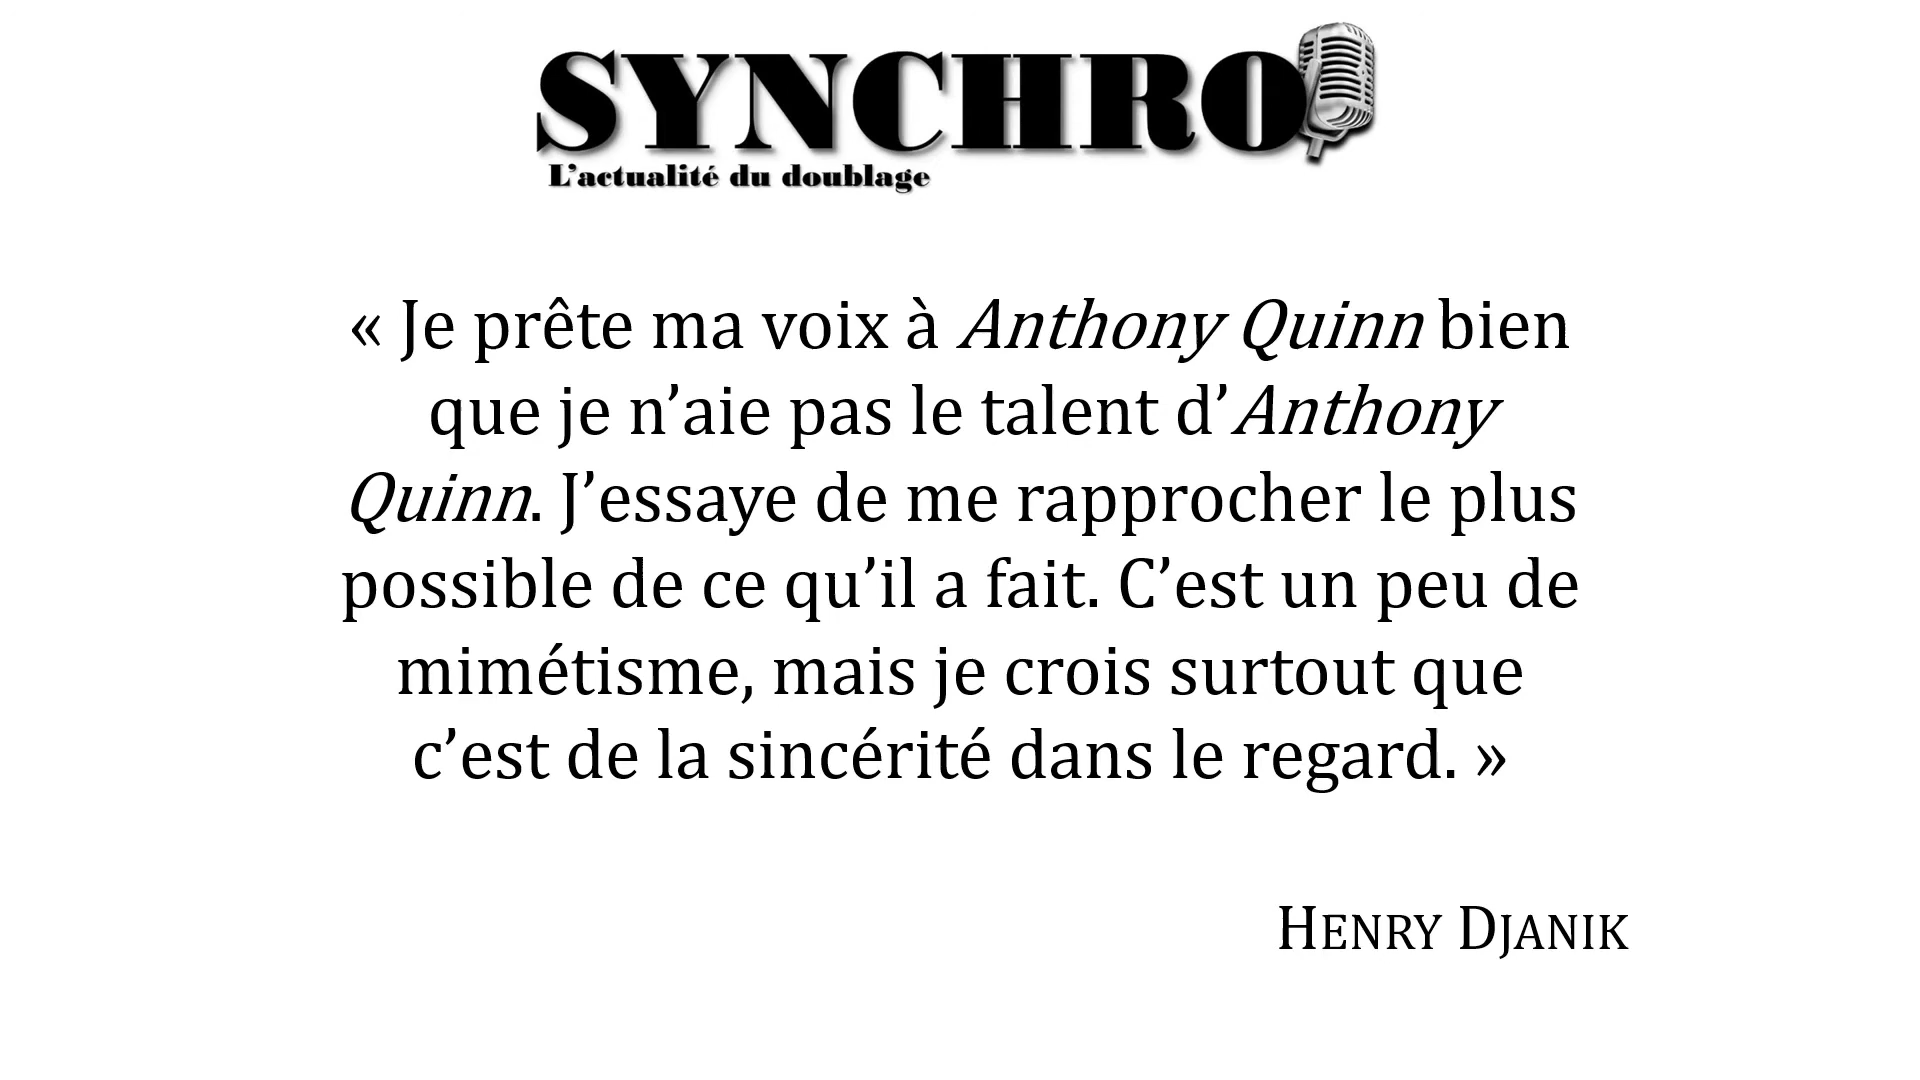 SYNCHRO
L'actualité du doublage
« Je prête ma voix à Anthony Quinn bien
que je n’aie pas le talent d’Anthony
Quinn. J’essaye de me rapprocher le plus
possible de ce qu’il a fait. C’est un peu de
mimétisme, mais je crois surtout que
c’est de la sincérité dans le regard. »
HENRY DJANIK